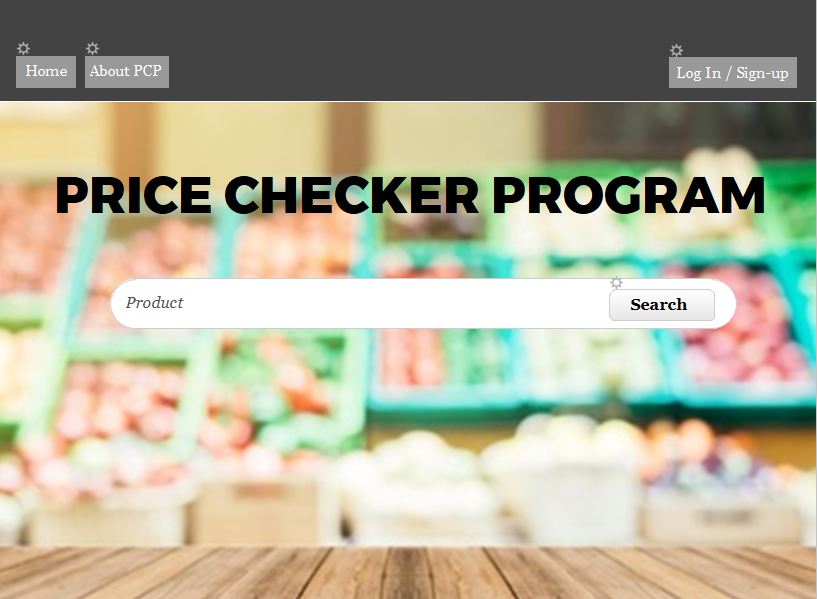 Home
About PCP
Log In / Sign-up
PRICE CHECKER PROGRAM
Product
Search